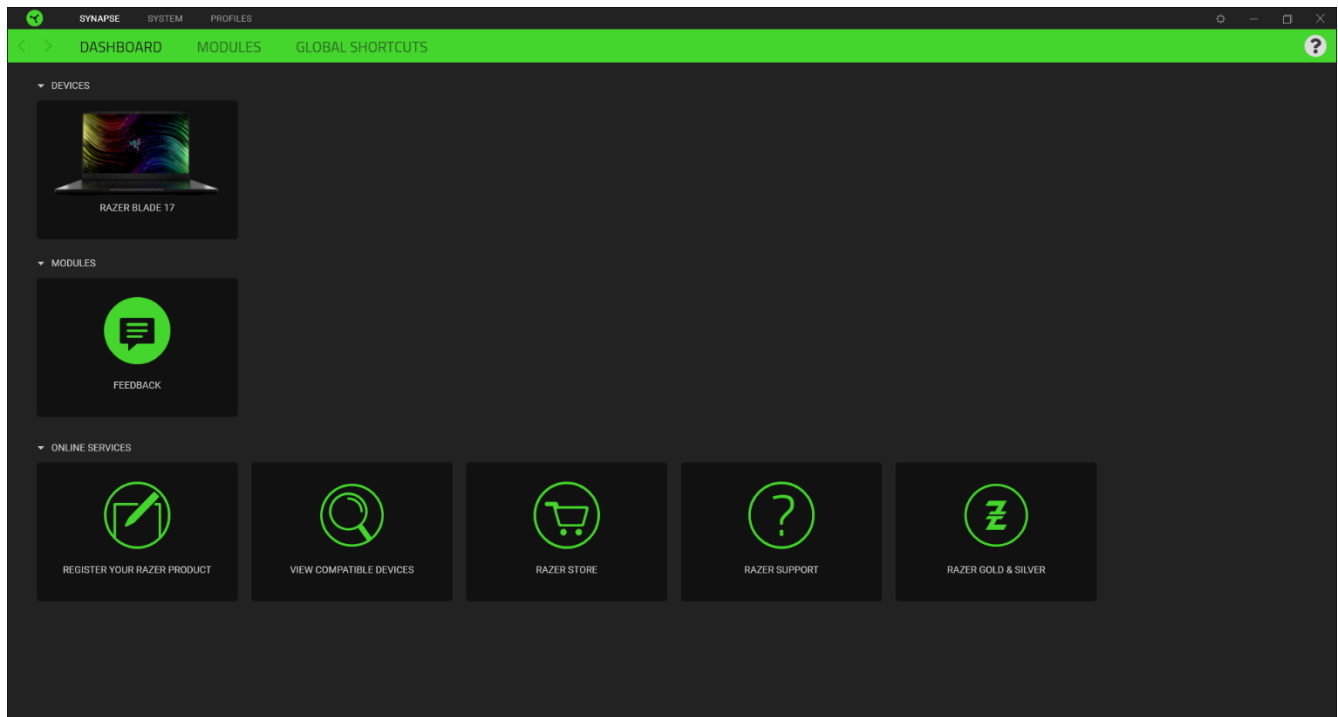 SYNAPSE SYSTEM PROFILES
DASHBOARD MODULES GLOBAL SHORTCUTS
DEVICES
RAZER BLADE 17
MODULES
FEEDBACK
ONLINE SERVICES
REGISTER YOUR RAZER PRODUCT
VIEW COMPATIBLE DEVICES
RAZER STORE
RAZER SUPPORT
RAZER GOLD & SILVER